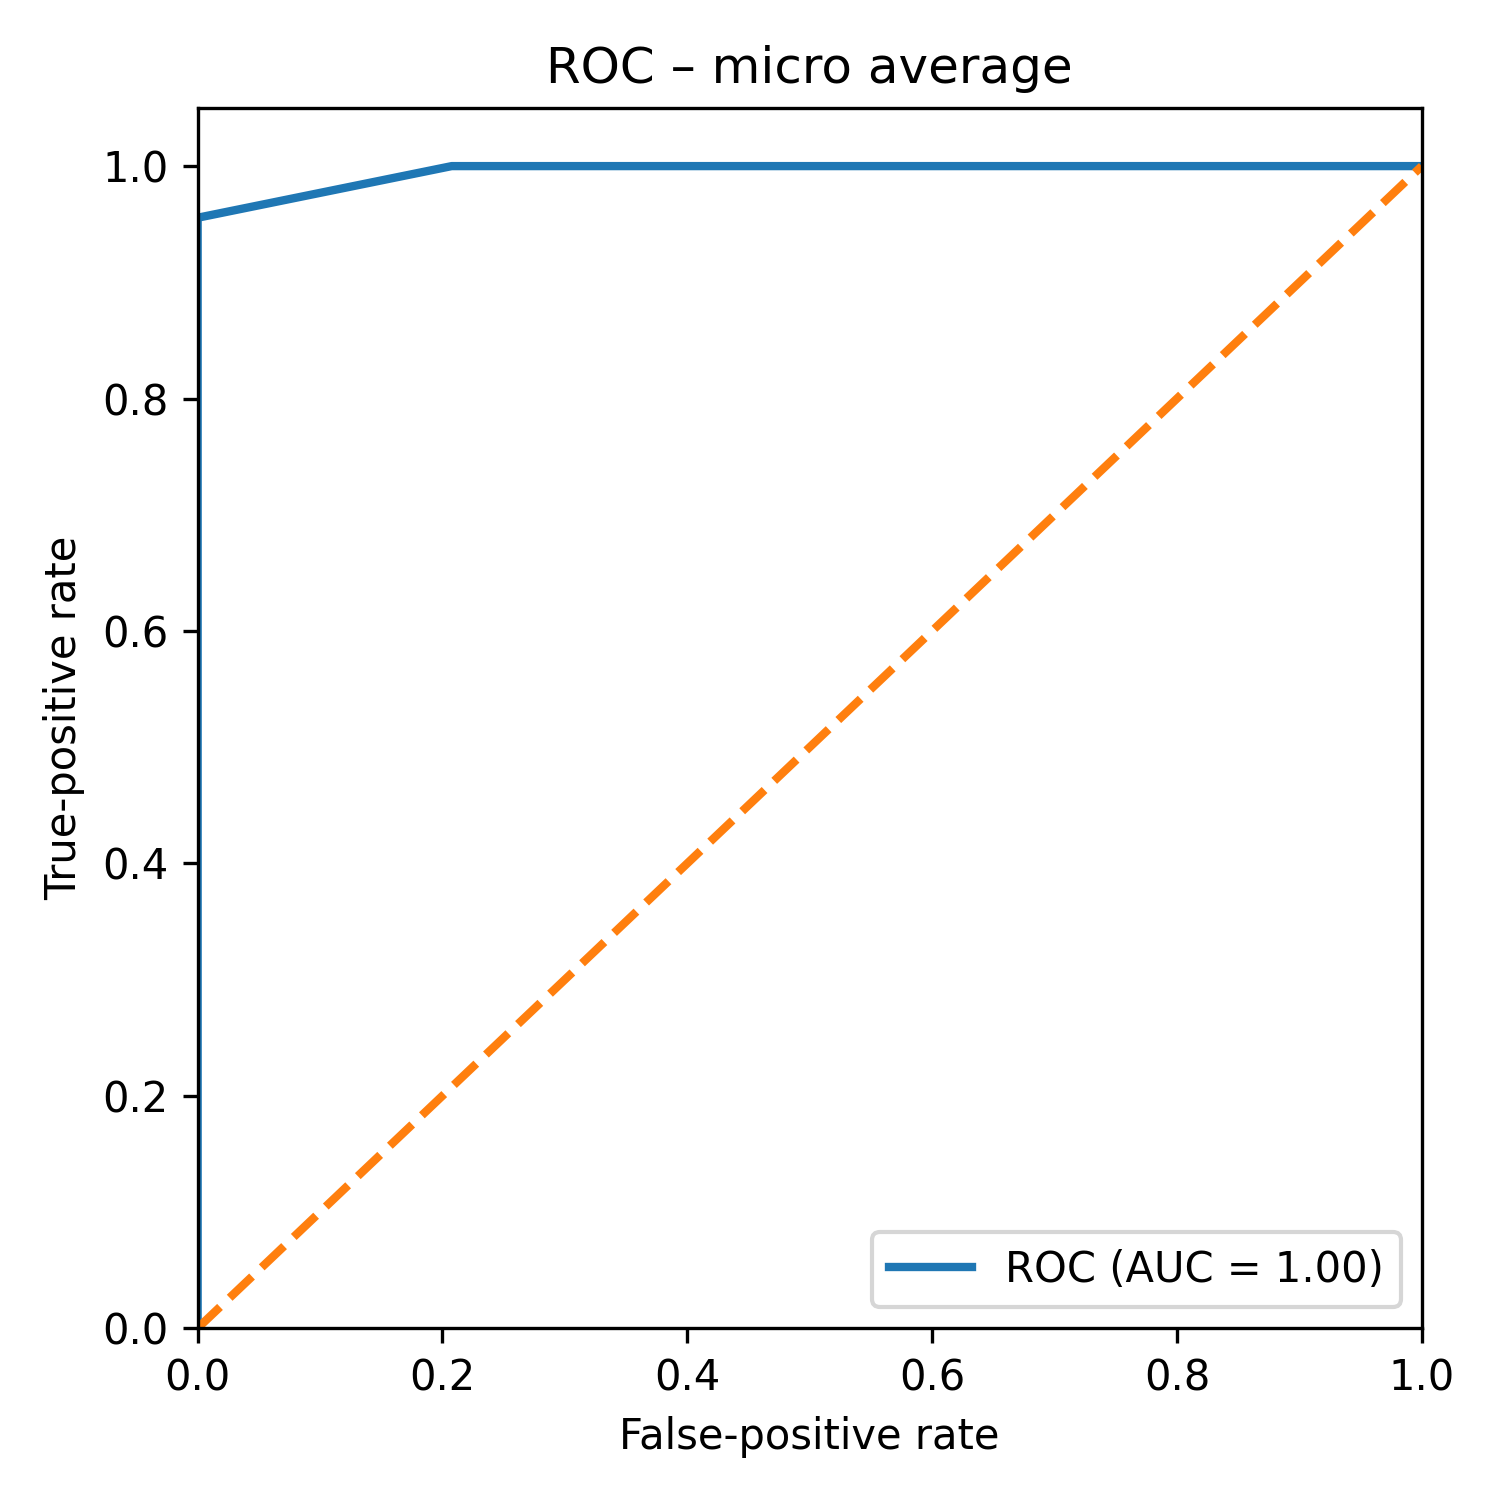 ROC – micro average
1.0
0.8
0.6
0.4
0.2
0.0
True-positive rate
ROC (AUC = 1.00)
0.0 0.2 0.4 0.6 0.8 1.0
False-positive rate